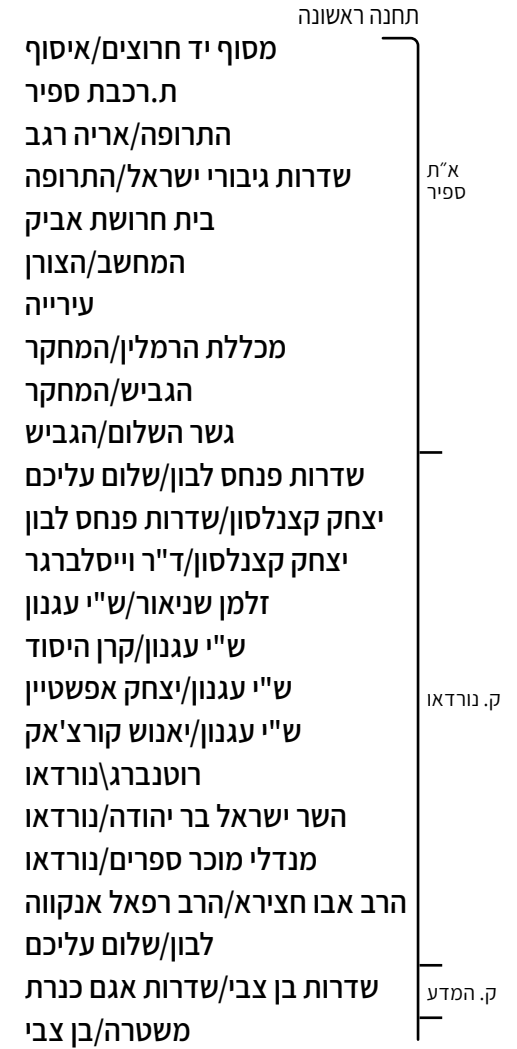 תחנה ראשונה
מסוף יד חרוצים/איסוף
ת.רכבת ספיר
התרופה/אריה רגב
שדרות גיבורי ישראל/התרופה
א״ת
ספיר
בית חרושת אביק
המחשב/הצורן
עירייה
מכללת הרמלין/המחקר
הגביש/המחקר
גשר השלום/הגביש
שדרות פנחס לבון/שלום עליכם
יצחק קצנלסון/שדרות פנחס לבון
יצחק קצנלסון/ד"ר וייסלברגר
זלמן שניאור/ש"י עגנון
ש"י עגנון/קרן היסוד
ש"י עגנון/יצחק אפשטיין
ק. נורדאו
ש"י עגנון/יאנוש קורצ'אק
רוטנברג\נורדאו
השר ישראל בר יהודה/נורדאו
מנדלי מוכר ספרים/נורדאו
הרב אבו חצירא/הרב רפאל אנקווה
לבון/שלום עליכם
שדרות בן צבי/שדרות אגם כנרת
ק. המדע
משטרה/בן צבי